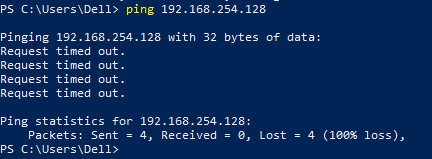 PS C:\Users\Dell> ping 192.168.254.128
Pinging 192.168.254.128 with 32 bytes of data:
Request timed out.
Request timed out.
Request timed out.
Request timed out.
Ping statistics for 192.168.254.128:
    Packets: Sent = 4, Received = 0, Lost = 4 (100% loss),
PS C:\Users\Dell>